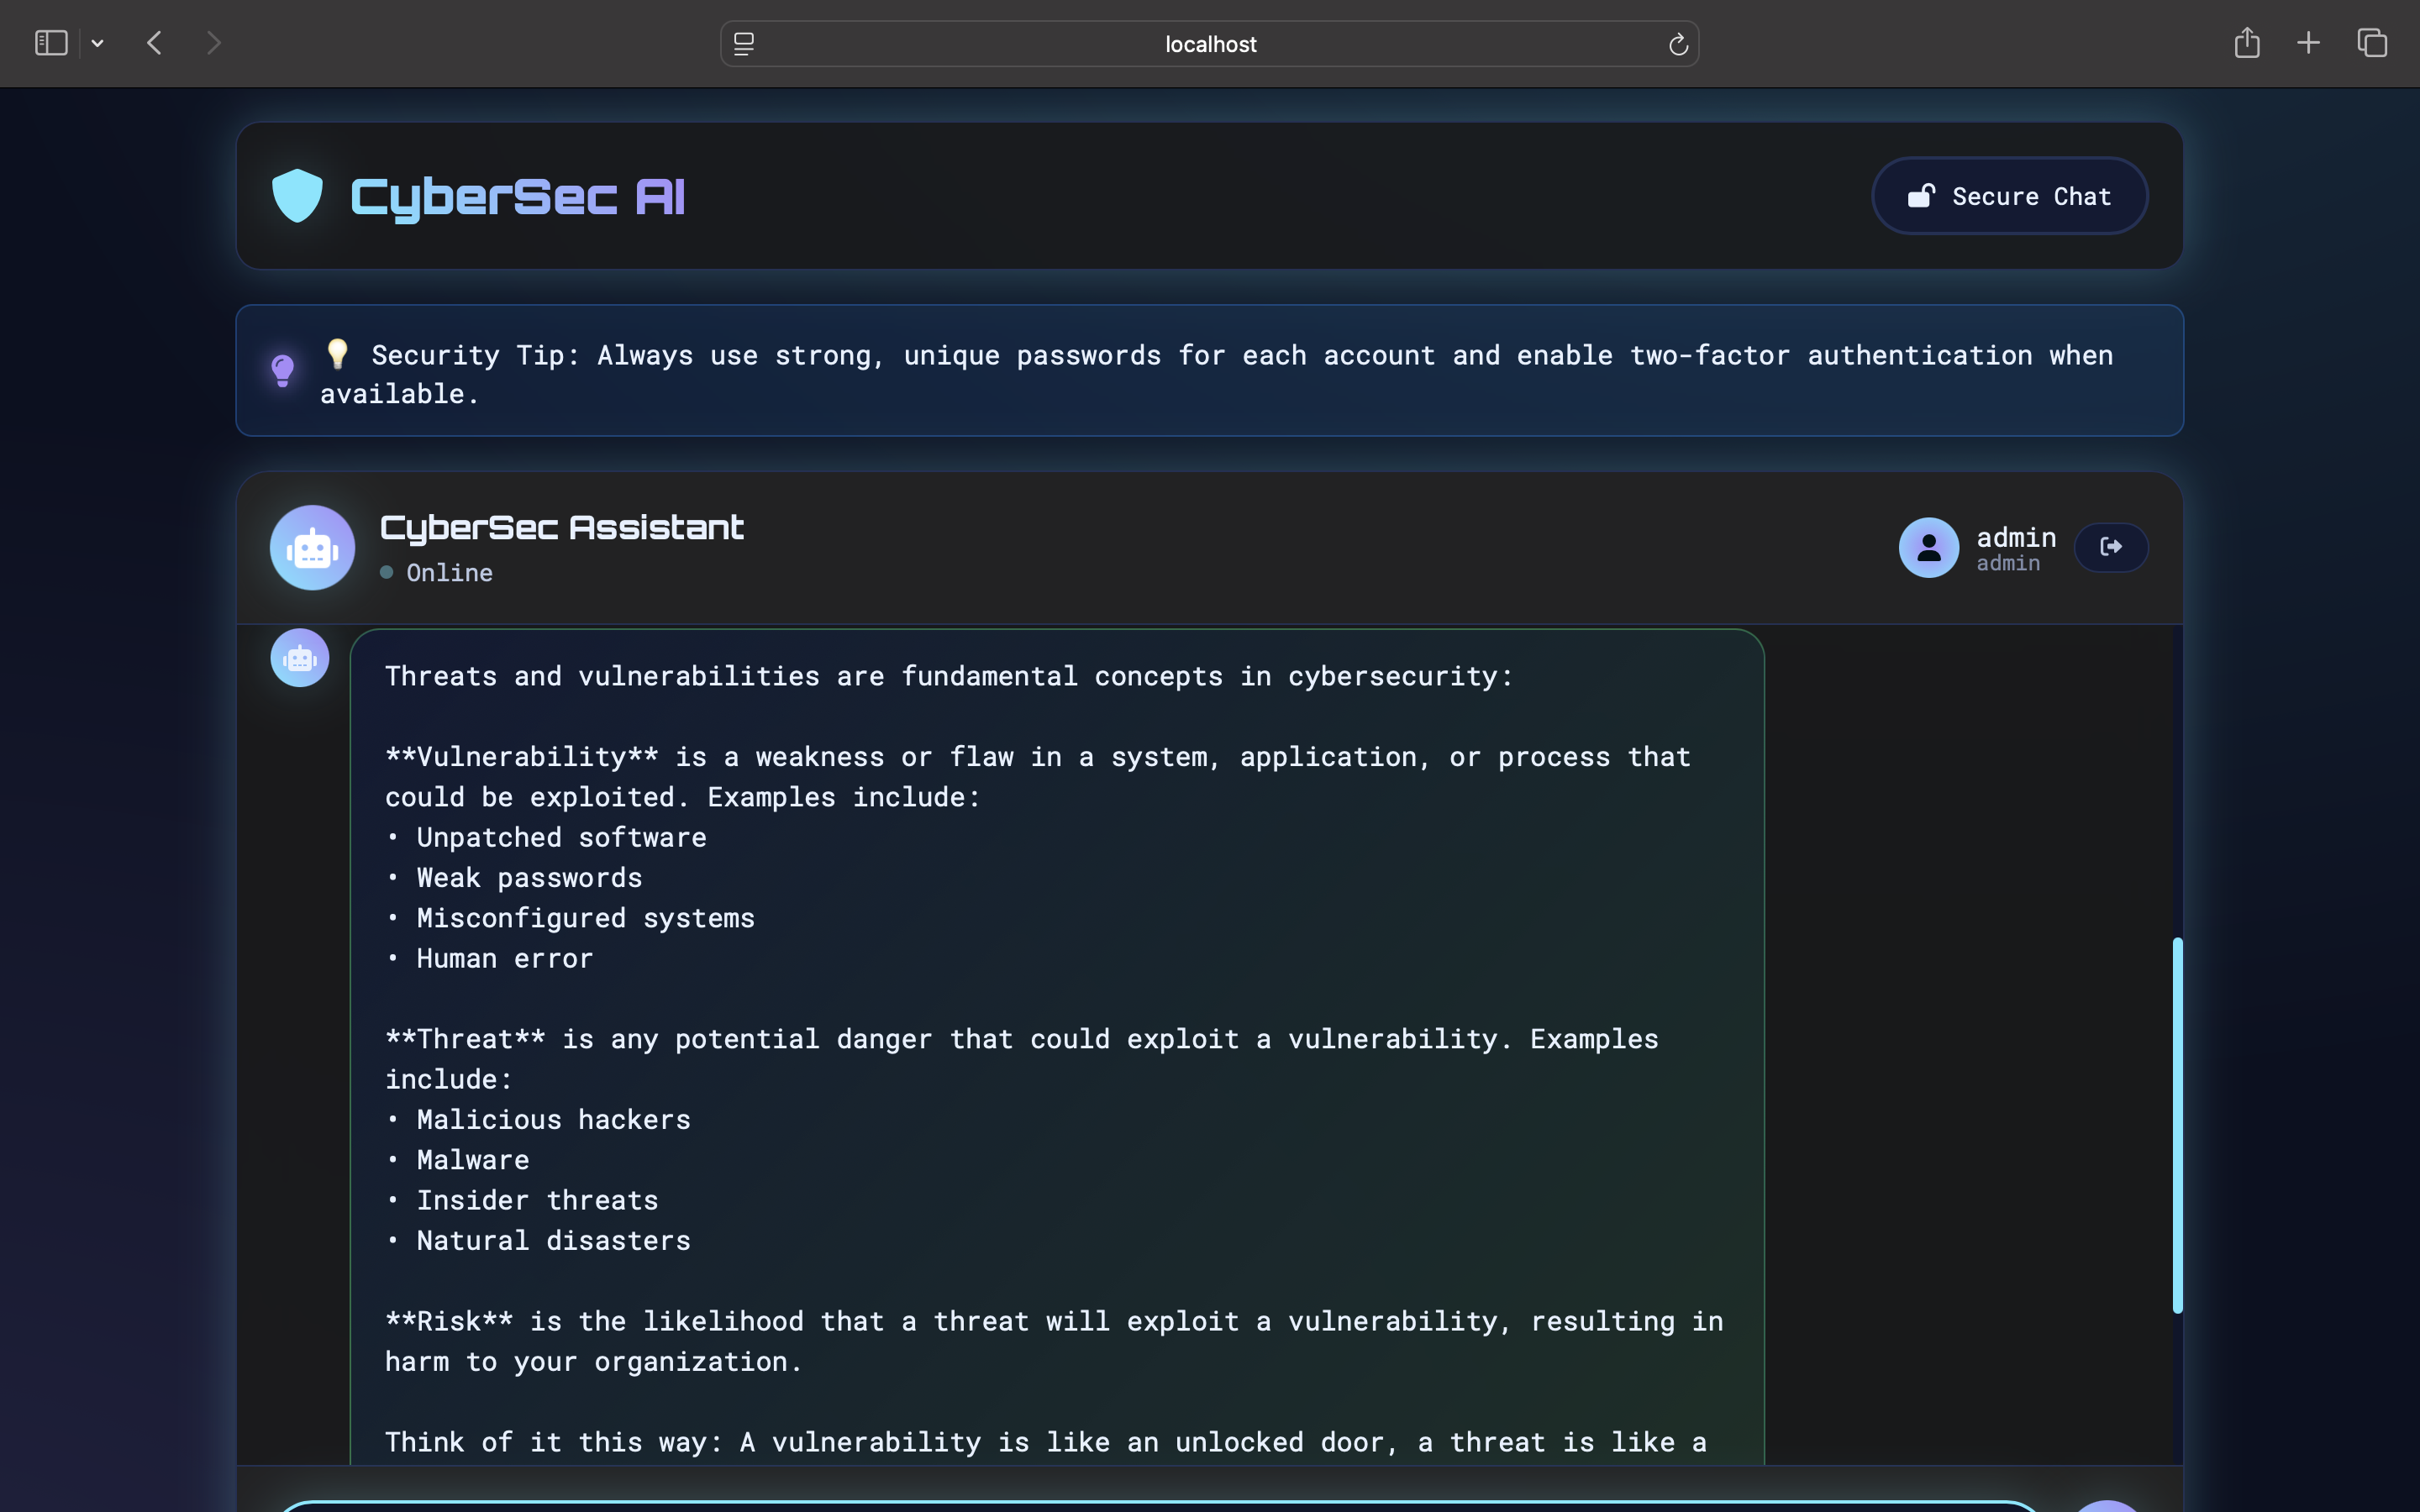 localhost
CyberSec AI
Secure Chat
💡 Security Tip: Always use strong, unique passwords for each account and enable two-factor authentication when
available.
CyberSec Assistant
Online
admin
admin
Threats and vulnerabilities are fundamental concepts in cybersecurity:
**Vulnerability** is a weakness or flaw in a system, application, or process that
could be exploited. Examples include:
• Unpatched software
• Weak passwords
• Misconfigured systems
• Human error
**Threat** is any potential danger that could exploit a vulnerability. Examples
include:
• Malicious hackers
• Malware
• Insider threats
• Natural disasters
**Risk** is the likelihood that a threat will exploit a vulnerability, resulting in
harm to your organization.
Think of it this way: A vulnerability is like an unlocked door, a threat is like a